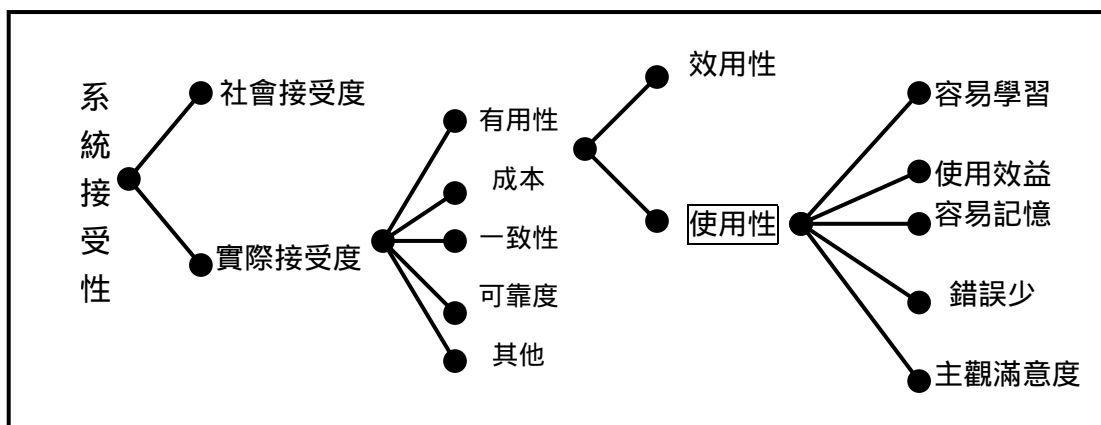 系統接受性
社會接受度
實際接受度
有用性
成本
一致性
可靠度
其他
效用性
使用性
容易學習
使用效益
容易記憶
錯誤少
主觀滿意度